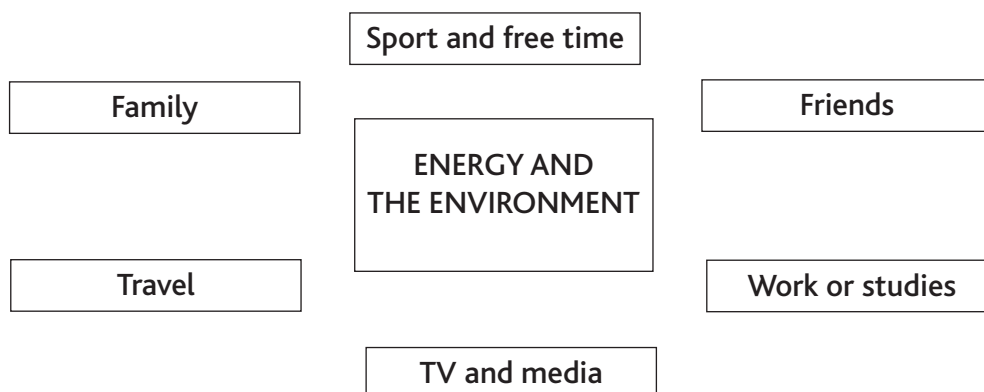 Sport and free time
Family
Friends
ENERGY AND
THE ENVIRONMENT
Travel
Work or studies
TV and media